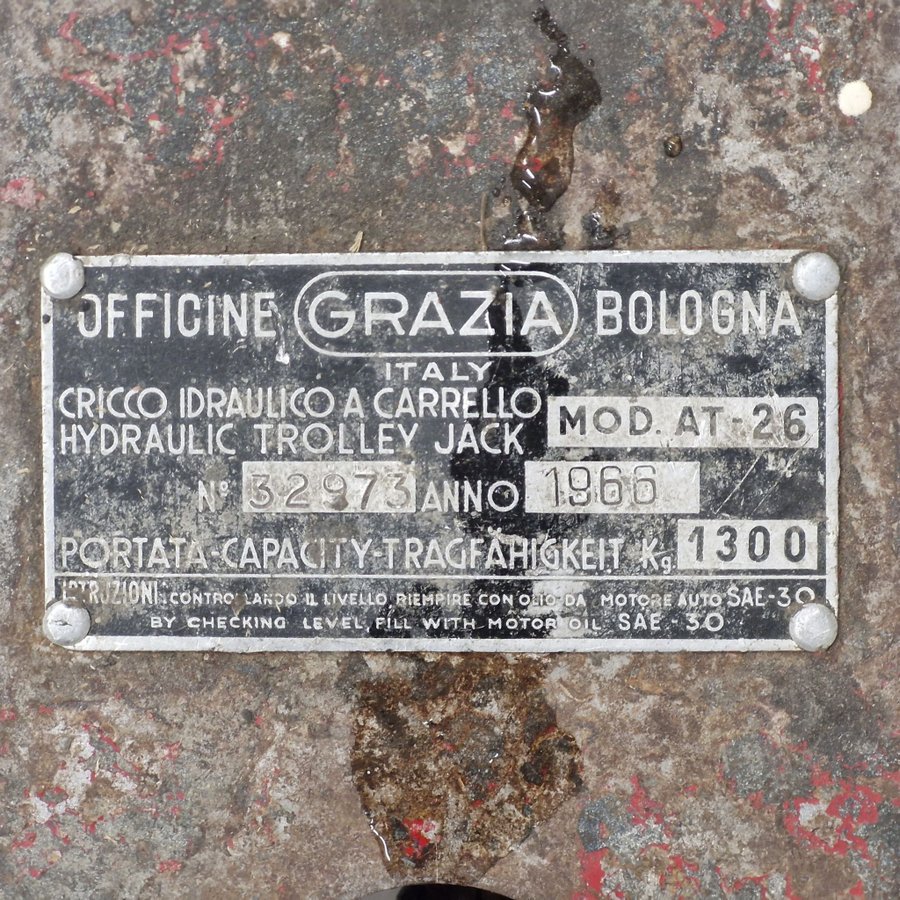 OFFICINE GRAZIA BOLOGNA
ITALY
CRICCO IDRAULICO A CARRELLO
HYDRAULIC TROLLEY JACK MOD. AT-26
N° 32973 ANNO 1966
PORTATA-CAPACITY-TRAGFÄHIGKEIT Kg 1300
ISTRUZIONI: CONTROLLANDO IL LIVELLO RIEMPIRE CON OLIO DA MOTORE AUTO SAE-30
BY CHECKING LEVEL FILL WITH MOTOR OIL SAE-30